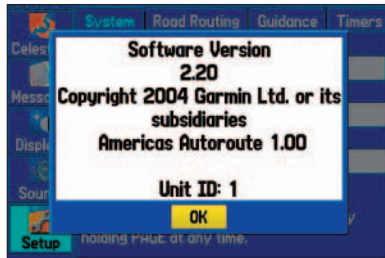 System Road Routing Guidance Timers
Software Version
2.20
Copyright 2004 Garmin Ltd. or its
subsidiaries
Americas Autoroute 1.00
Unit ID: 1
OK
Setup
holding PAGE at any time.